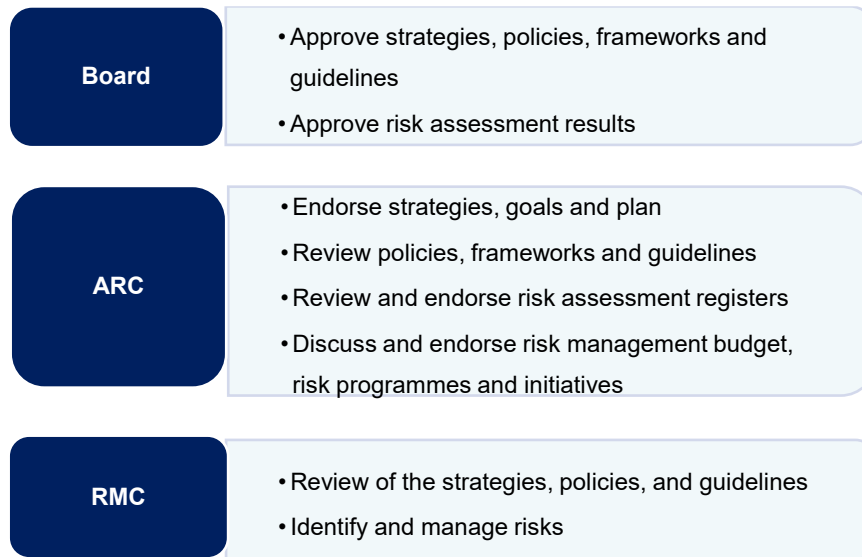 Board
• Approve strategies, policies, frameworks and
guidelines
• Approve risk assessment results
ARC
• Endorse strategies, goals and plan
• Review policies, frameworks and guidelines
• Review and endorse risk assessment registers
• Discuss and endorse risk management budget,
risk programmes and initiatives
RMC
• Review of the strategies, policies, and guidelines
• Identify and manage risks